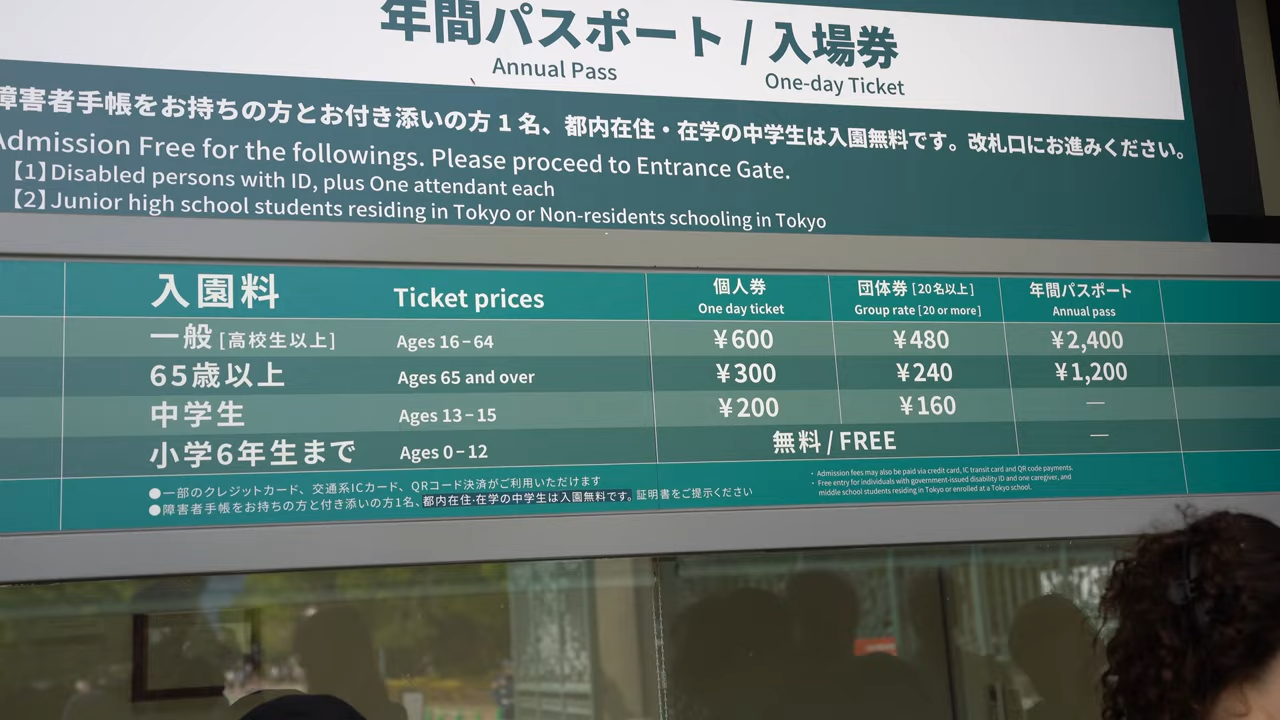 年間パスポート / 入場券
Annual Pass One-day Ticket
障害者手帳をお持ちの方とお付き添いの方 1 名、都内在住・在学の中学生は入園無料です。改札口にお進みください。
Admission Free for the followings. Please proceed to Entrance Gate.
【1】Disabled persons with ID, plus One attendant each
【2】Junior high school students residing in Tokyo or Non-residents schooling in Tokyo
入園料 Ticket prices 個人券 団体券 [20名以上] 年間パスポート
One day ticket Group rate [20 or more] Annual pass
一般 [高校生以上] Ages 16–64 ¥600 ¥480 ¥2,400
65歳以上 Ages 65 and over ¥300 ¥240 ¥1,200
中学生 Ages 13–15 ¥200 ¥160 —
小学6年生まで Ages 0–12 無料 / FREE —
●一部のクレジットカード、交通系ICカード、QRコード決済がご利用いただけます
●障害者手帳をお持ちの方と付き添いの方1名、都内在住・在学の中学生は入園無料です。証明書をご提示ください
・Admission fees may also be paid via credit card, IC transit card and QR code payments.
・Free entry for individuals with government-issued disability ID and one caregiver, and
middle school students residing in Tokyo or enrolled at a Tokyo school.